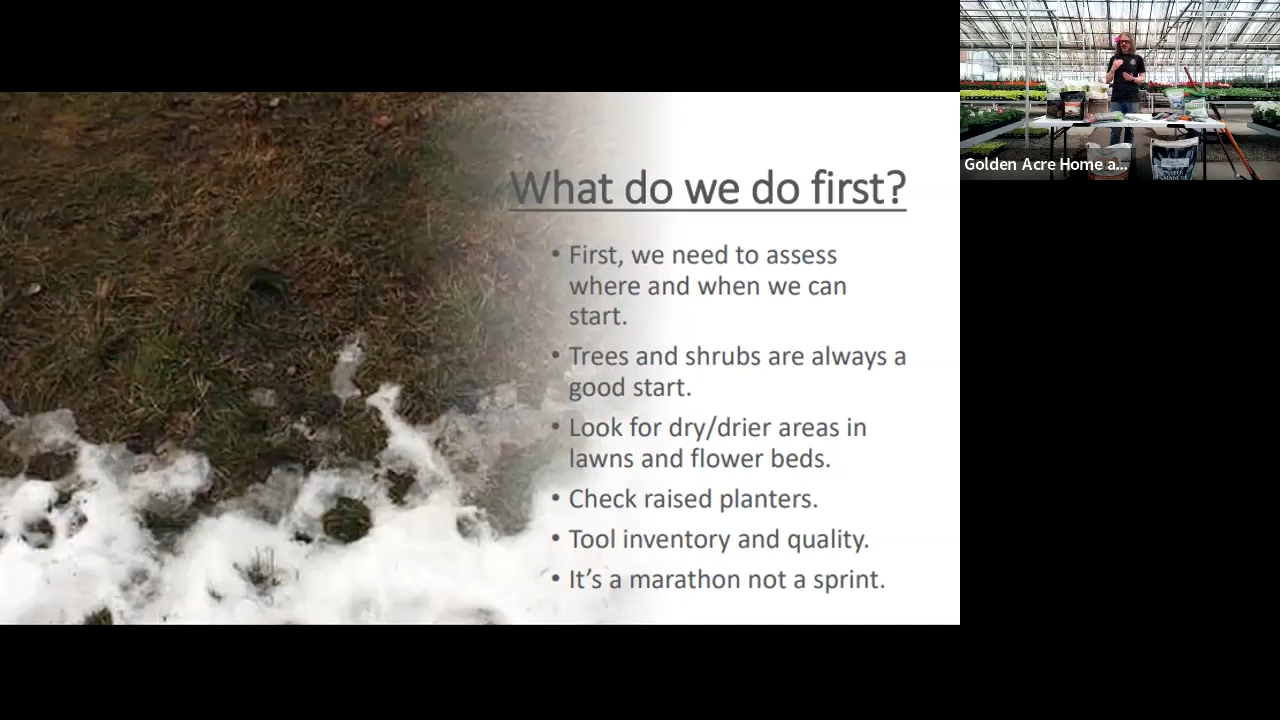 What do we do first?
• First, we need to assess
where and when we can
start.
• Trees and shrubs are always a
good start.
• Look for dry/drier areas in
lawns and flower beds.
• Check raised planters.
• Tool inventory and quality.
• It’s a marathon not a sprint.
Golden Acre Home a...